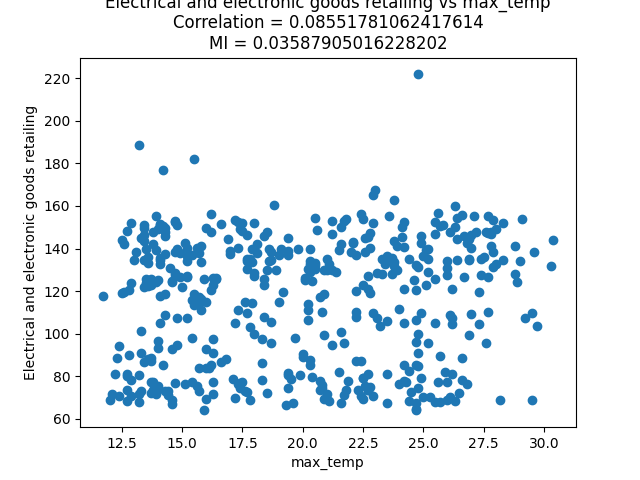 Electrical and electronic goods retailing vs max_temp
Correlation = 0.08551781062417614
MI = 0.03587905016228202
Electrical and electronic goods retailing
220
200
180
160
140
120
100
80
60
12.5 15.0 17.5 20.0 22.5 25.0 27.5 30.0
max_temp